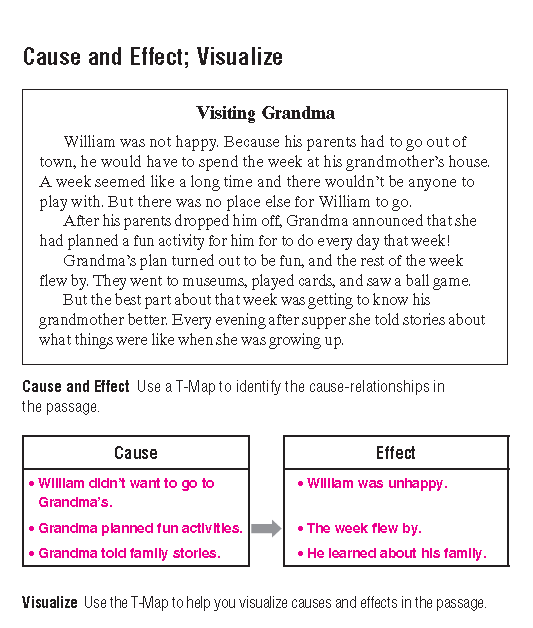 Cause and Effect; Visualize
Visiting Grandma
William was not happy. Because his parents had to go out of
town, he would have to spend the week at his grandmother's house.
A week seemed like a long time and there wouldn't be anyone to
play with. But there was no place else for William to go.
After his parents dropped him off, Grandma announced that she
had planned a fun activity for him for to do every day that week!
Grandma's plan turned out to be fun, and the rest of the week
flew by. They went to museums, played cards, and saw a ball game.
But the best part about that week was getting to know his
grandmother better. Every evening after supper she told stories about
what things were like when she was growing up.
Cause and Effect Use a T-Map to identify the cause-relationships in
the passage.
Cause
• William didn't want to go to
Grandma's.
• Grandma planned fun activities.
• Grandma told family stories.
Effect
• William was unhappy.
• The week flew by.
• He learned about his family.
Visualize Use the T-Map to help you visualize causes and effects in the passage.